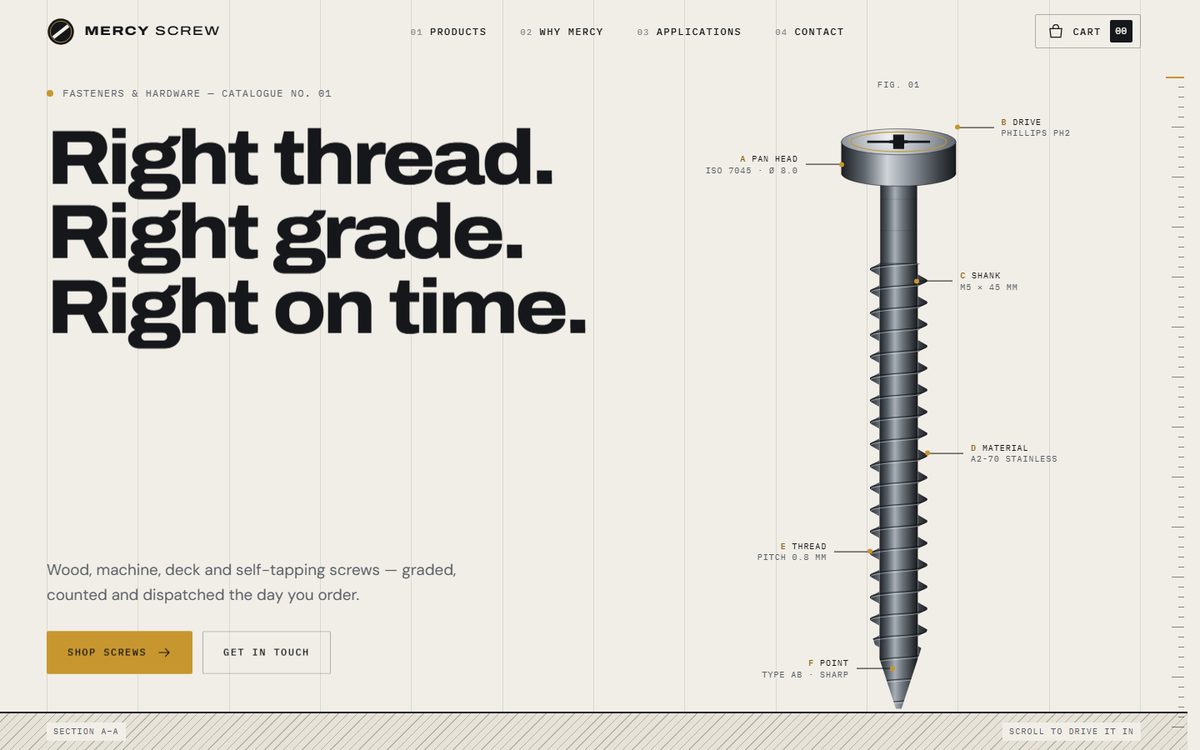 MERCY SCREW
01 PRODUCTS
02 WHY MERCY
03 APPLICATIONS
04 CONTACT
CART 00
FASTENERS & HARDWARE — CATALOGUE NO. 01
Right thread.
Right grade.
Right on time.
Wood, machine, deck and self-tapping screws — graded,
counted and dispatched the day you order.
SHOP SCREWS →
GET IN TOUCH
FIG. 01
B DRIVE
PHILLIPS PH2
A PAN HEAD
ISO 7045 · Ø 8.0
C SHANK
M5 × 45 MM
D MATERIAL
A2-70 STAINLESS
E THREAD
PITCH 0.8 MM
F POINT
TYPE AB · SHARP
SECTION A—A
SCROLL TO DRIVE IT IN